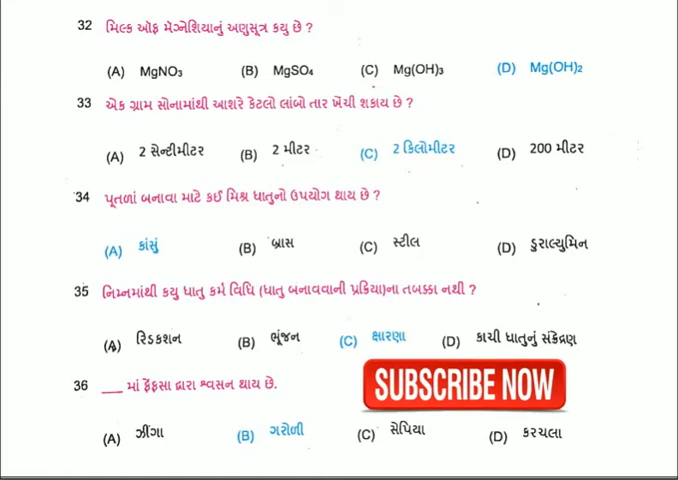 32 મિલ્ક ઑફ મૅગ્નેશિયાનું અણુસૂત્ર કયુ છે ?
(A) MgNO₃ (B) MgSO₄ (C) Mg(OH)₃ (D) Mg(OH)₂
33 એક ગ્રામ સોનામાંથી આશરે કેટલો લાંબો તાર ખેંચી શકાય છે ?
(A) 2 સેન્ટીમીટર (B) 2 મીટર (C) 2 કિલોમીટર (D) 200 મીટર
34 પૂતળાં બનાવા માટે કઈ મિશ્ર ધાતુનો ઉપયોગ થાય છે ?
(A) કાંસું (B) બ્રાસ (C) સ્ટીલ (D) ડુરાલ્યુમિન
35 નિમ્નમાંથી કયુ ધાતુ કર્મ વિધિ (ધાતુ બનાવવાની પ્રકિયા)ના તબક્કા નથી ?
(A) રિડકશન (B) ભૂંજન (C) ક્ષારણા (D) કાચી ધાતુનું સંકેદ્રણ
36 ___ માં ફેફસા દ્વારા શ્વસન થાય છે.
SUBSCRIBE NOW
(A) ઝીંગા (B) ગરોળી (C) સેપિયા (D) કરચલા